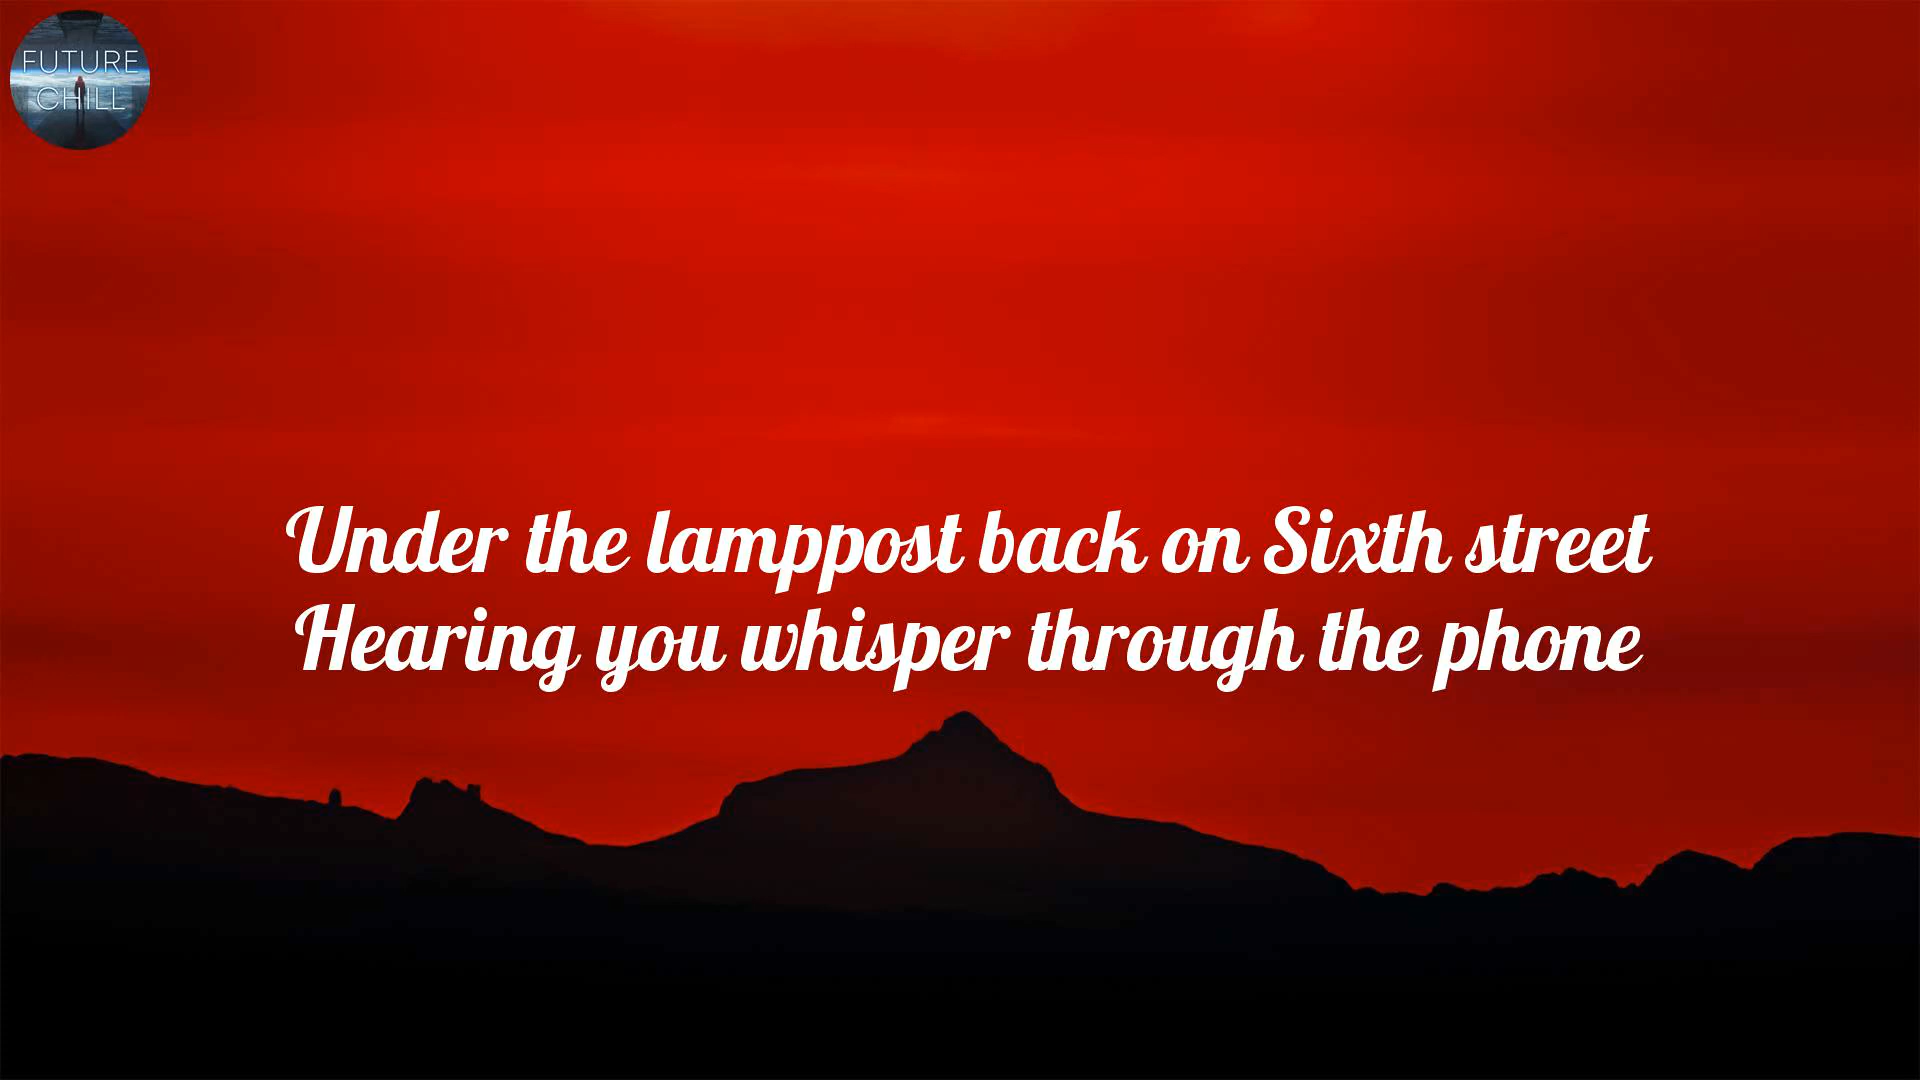 FUTURE
CHILL
Under the lamppost back on Sixth street
Hearing you whisper through the phone